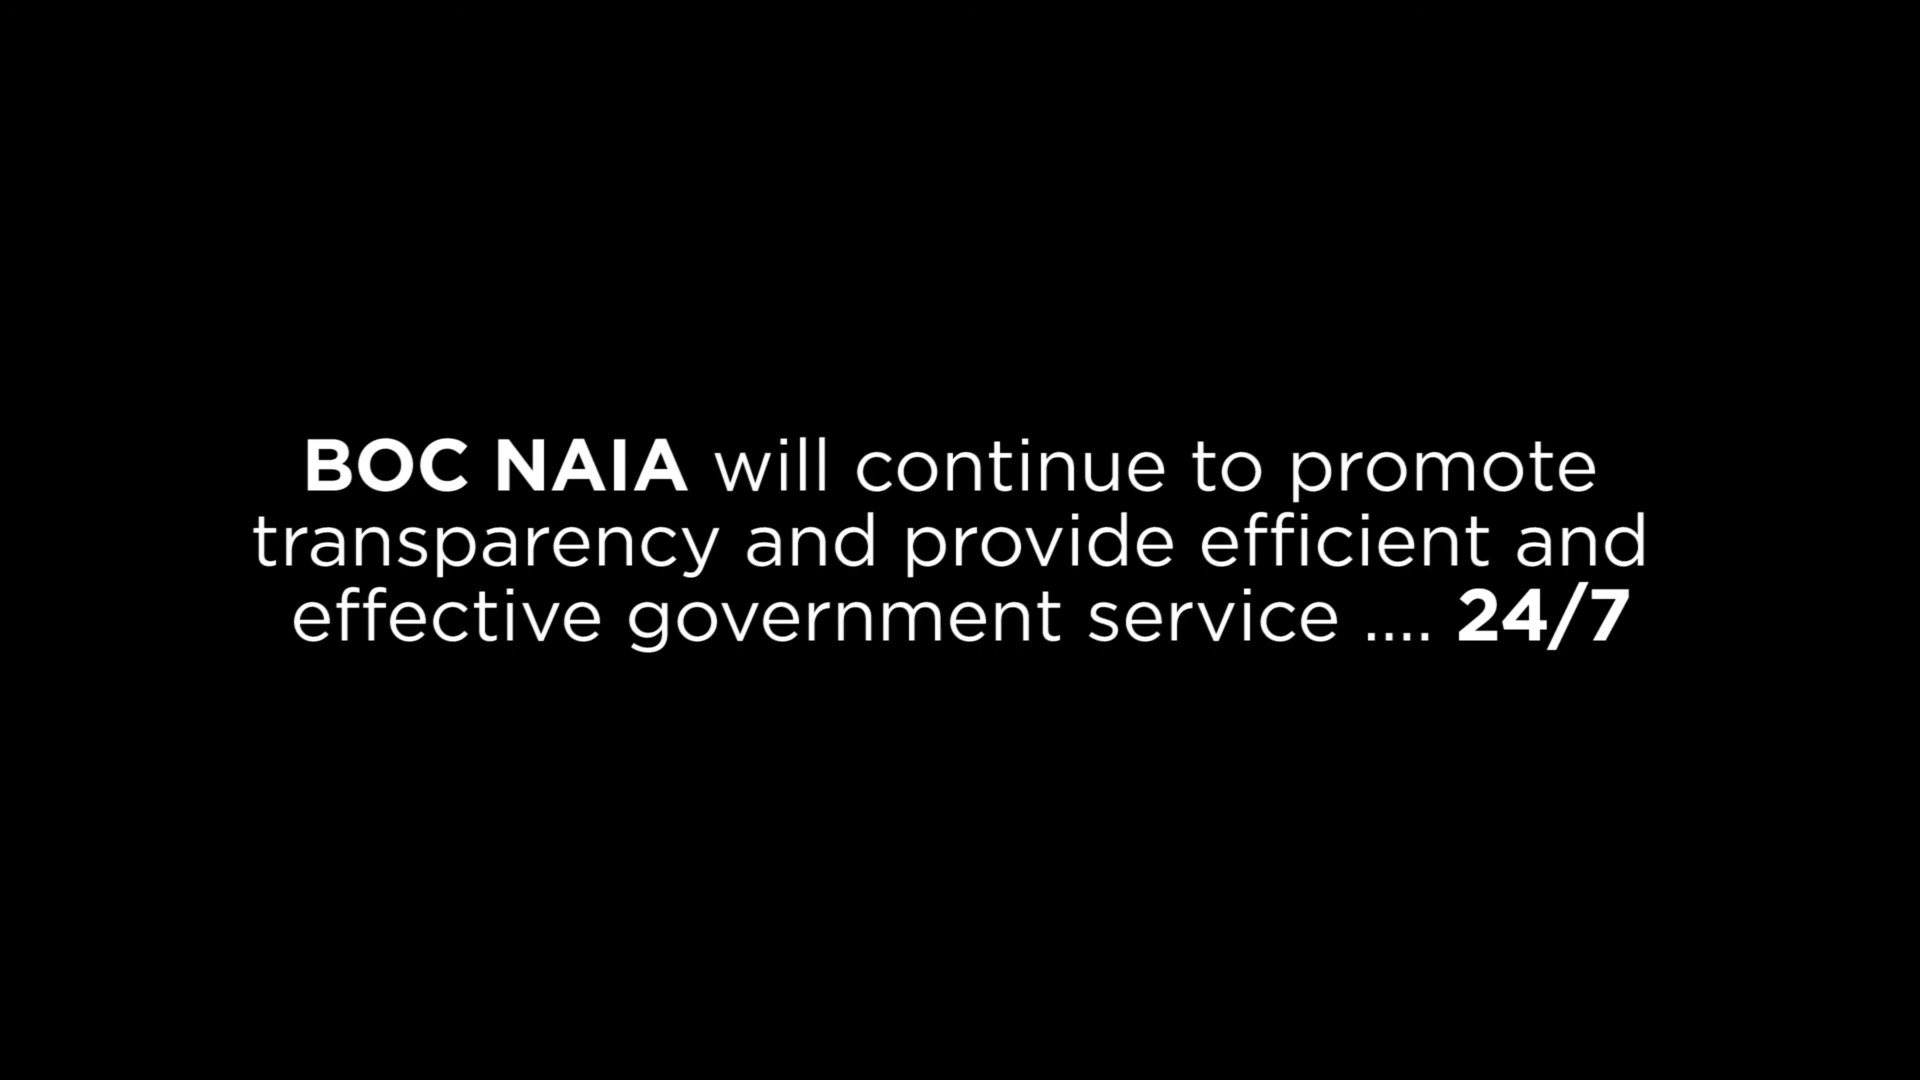 BOC NAIA will continue to promote
transparency and provide efficient and
effective government service .... 24/7